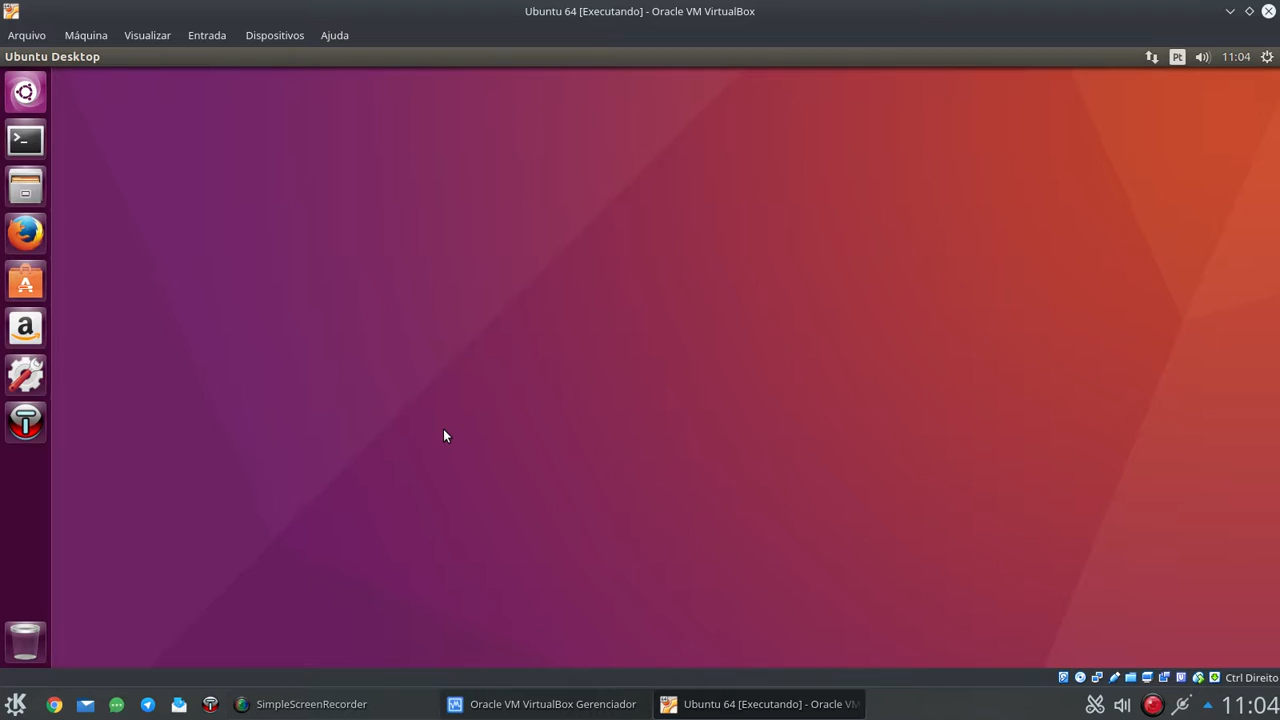 Ubuntu 64 [Executando] - Oracle VM VirtualBox
Arquivo Máquina Visualizar Entrada Dispositivos Ajuda
Ubuntu Desktop Pt 11:04
Ctrl Direito
SimpleScreenRecorder Oracle VM VirtualBox Gerenciador Ubuntu 64 [Executando] - Oracle VM 11:04